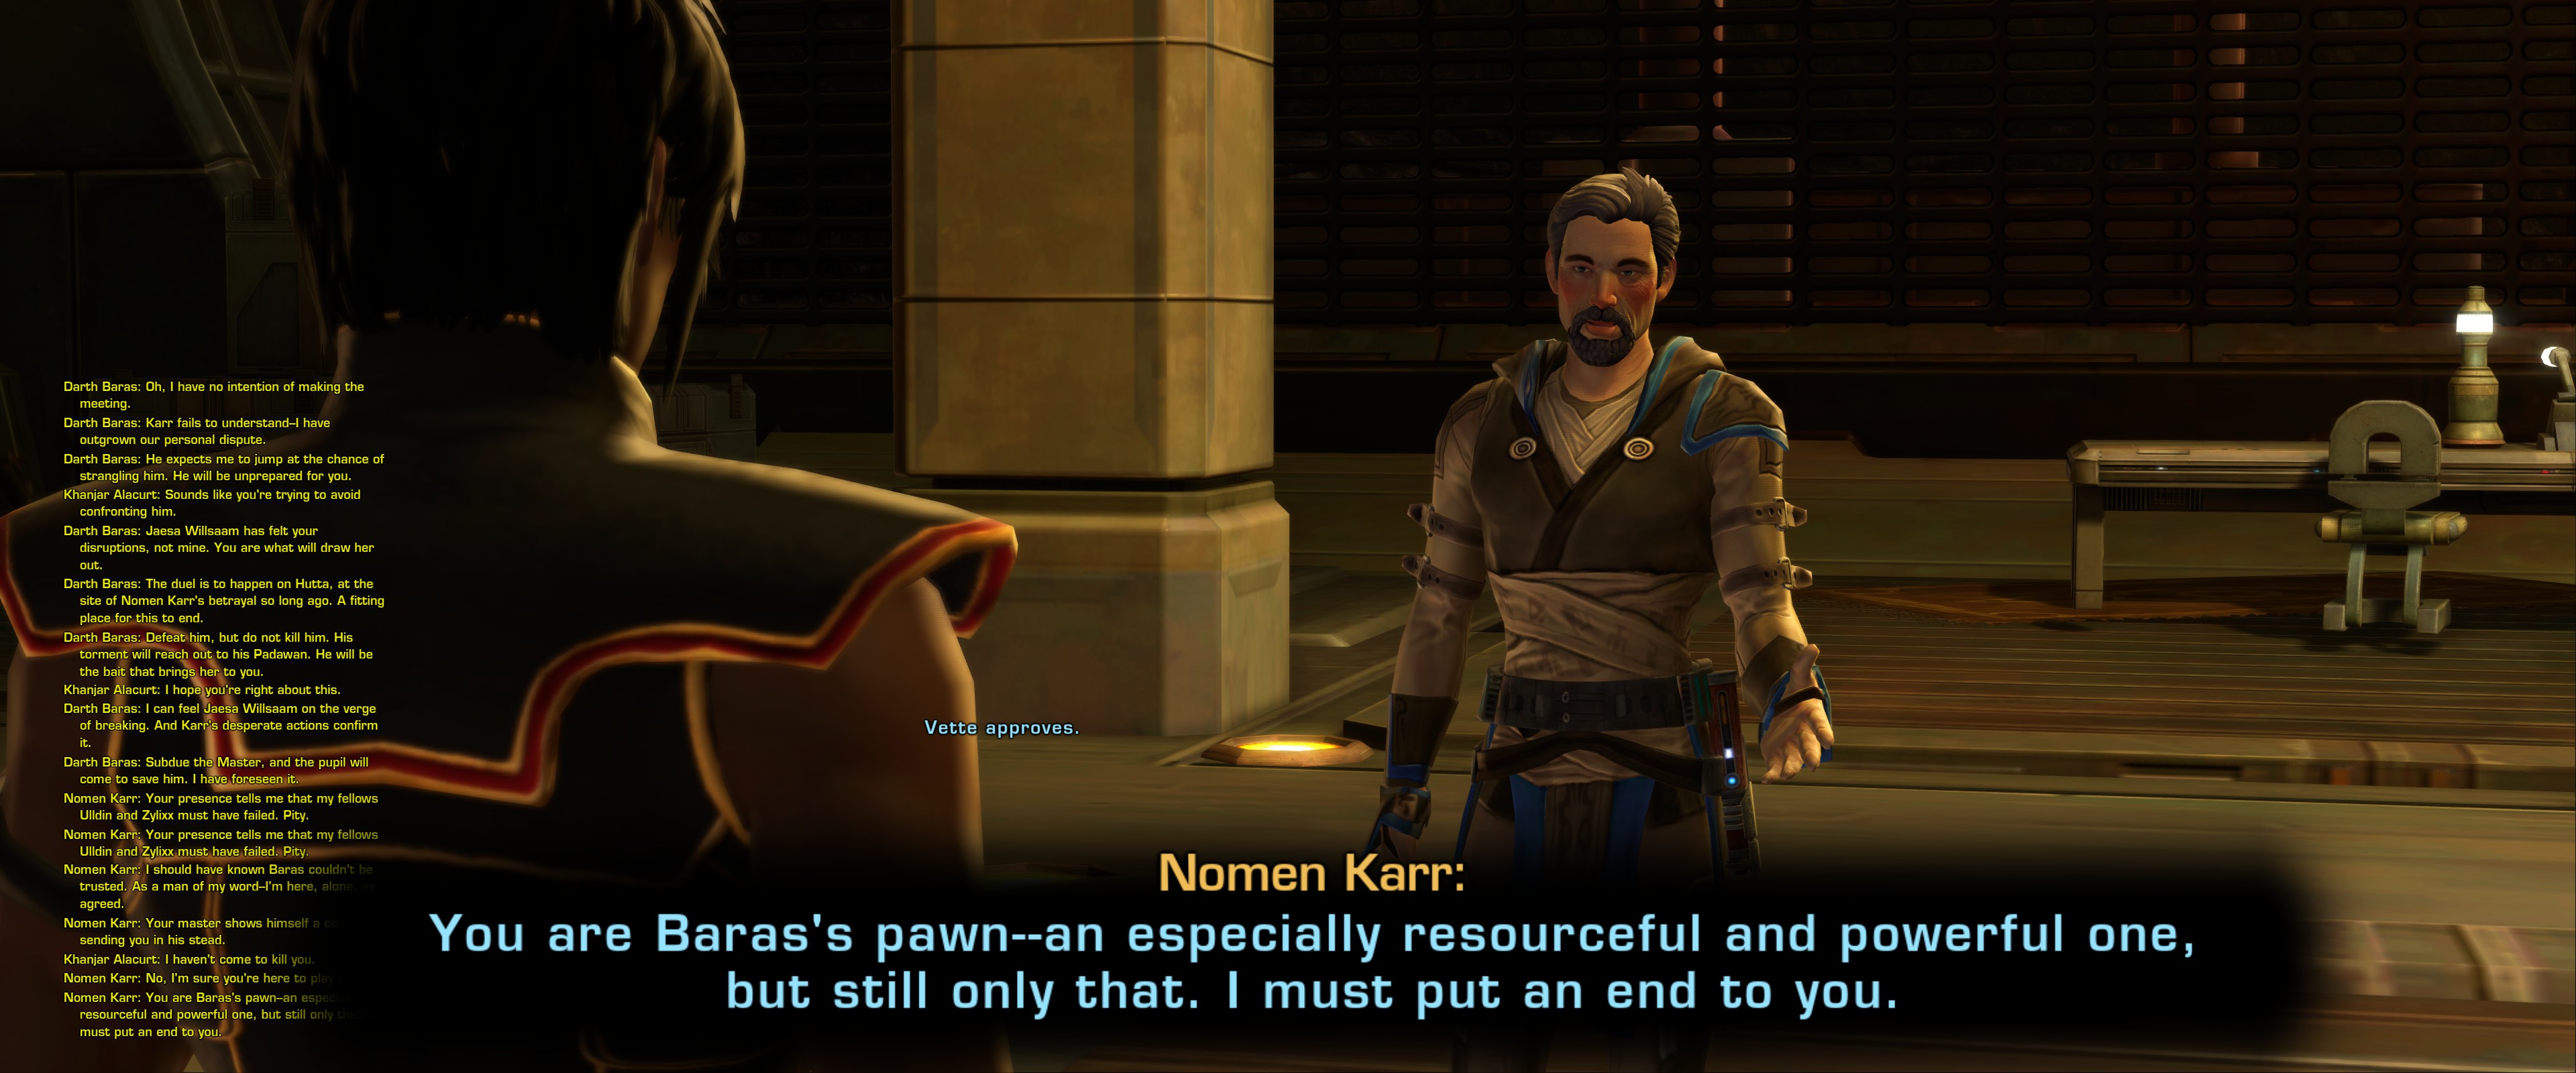 Darth Baras: Oh, I have no intention of making the
meeting.
Darth Baras: Karr fails to understand--I have
outgrown our personal dispute.
Darth Baras: He expects me to jump at the chance of
strangling him. He will be unprepared for you.
Khanjar Alacurt: Sounds like you're trying to avoid
confronting him.
Darth Baras: Jaesa Willsaam has felt your
disruptions, not mine. You are what will draw her
out.
Darth Baras: The duel is to happen on Hutta, at the
site of Nomen Karr's betrayal so long ago. A fitting
place for this to end.
Darth Baras: Defeat him, but do not kill him. His
torment will reach out to his Padawan. He will be
the bait that brings her to you.
Khanjar Alacurt: I hope you're right about this.
Darth Baras: I can feel Jaesa Willsaam on the verge
of breaking. And Karr's desperate actions confirm
it.
Darth Baras: Subdue the Master, and the pupil will
come to save him. I have foreseen it.
Nomen Karr: Your presence tells me that my fellows
Ulldin and Zylixx must have failed. Pity.
Nomen Karr: Your presence tells me that my fellows
Ulldin and Zylixx must have failed. Pity.
Nomen Karr: I should have known Baras couldn't be
trusted. As a man of my word--I'm here, alone, as
agreed.
Nomen Karr: Your master shows himself a
sending you in his stead.
Khanjar Alacurt: I haven't come to kill you.
Nomen Karr: No, I'm sure you're here to play
Nomen Karr: You are Baras's pawn--an
resourceful and powerful one, but still only
must put an end to you.
Vette approves.
Nomen Karr:
You are Baras's pawn--an especially resourceful and powerful one,
but still only that. I must put an end to you.